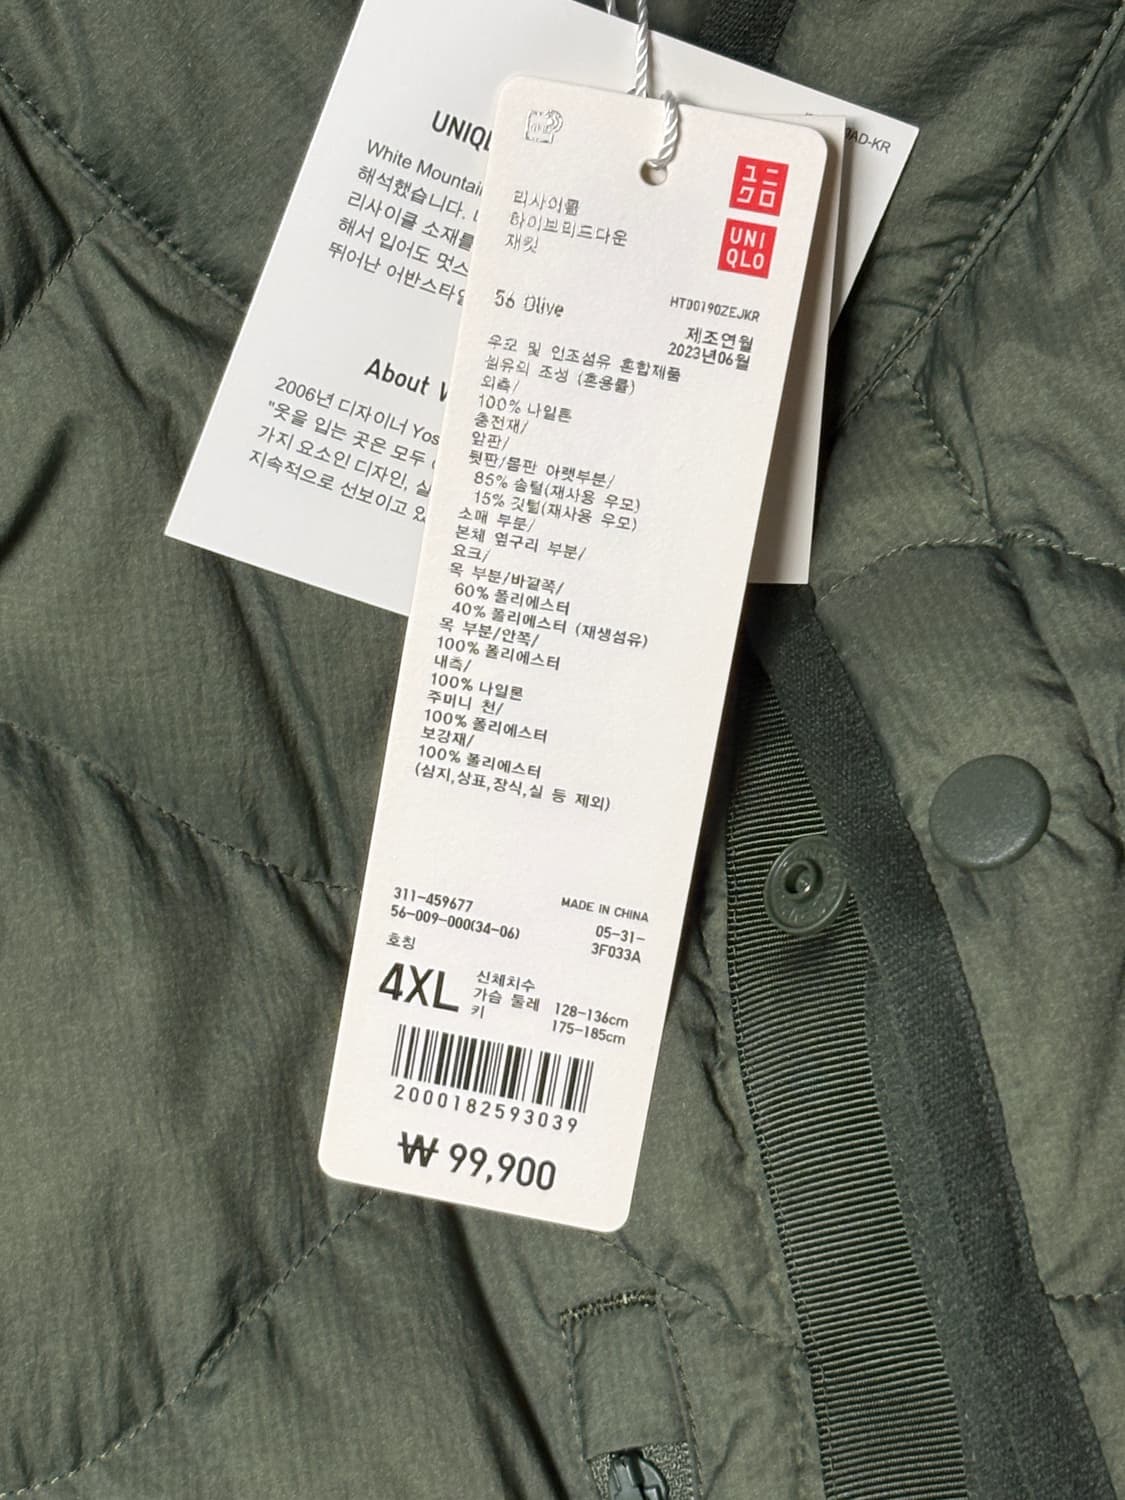 UNIQL
White Mountai
해석했습니다.
리사이클 소재를
해서 입어도 멋스
뛰어난 어반스타일
About W
2006년 디자이너 Yos
"옷을 입는 곳은 모두
가지 요소인 디자인, 실
지속적으로 선보이고 있
AD-KR
ユニ
クロ
UNI
QLO
리사이클
하이브리드다운
재킷
56 Olive
HTD0190ZEJKR
제조연월
2023년06월
우모 및 인조섬유 혼합제품
섬유의 조성 (혼용률)
외측/
100% 나일론
충전재/
앞판/
뒷판/몸판 아랫부분/
85% 솜털(재사용 우모)
15% 깃털(재사용 우모)
소매 부분/
본체 옆구리 부분/
요크/
목 부분/바깥쪽/
60% 폴리에스터
40% 폴리에스터 (재생섬유)
목 부분/안쪽/
100% 폴리에스터
내측/
100% 나일론
주머니 천/
100% 폴리에스터
보강재/
100% 폴리에스터
(심지,상표,장식,실 등 제외)
311-459677
56-009-000(34-06)
MADE IN CHINA
05-31-
3F033A
호칭
4XL
신체치수
가슴 둘레 128-136cm
키 175-185cm
2000182593039
₩ 99,900